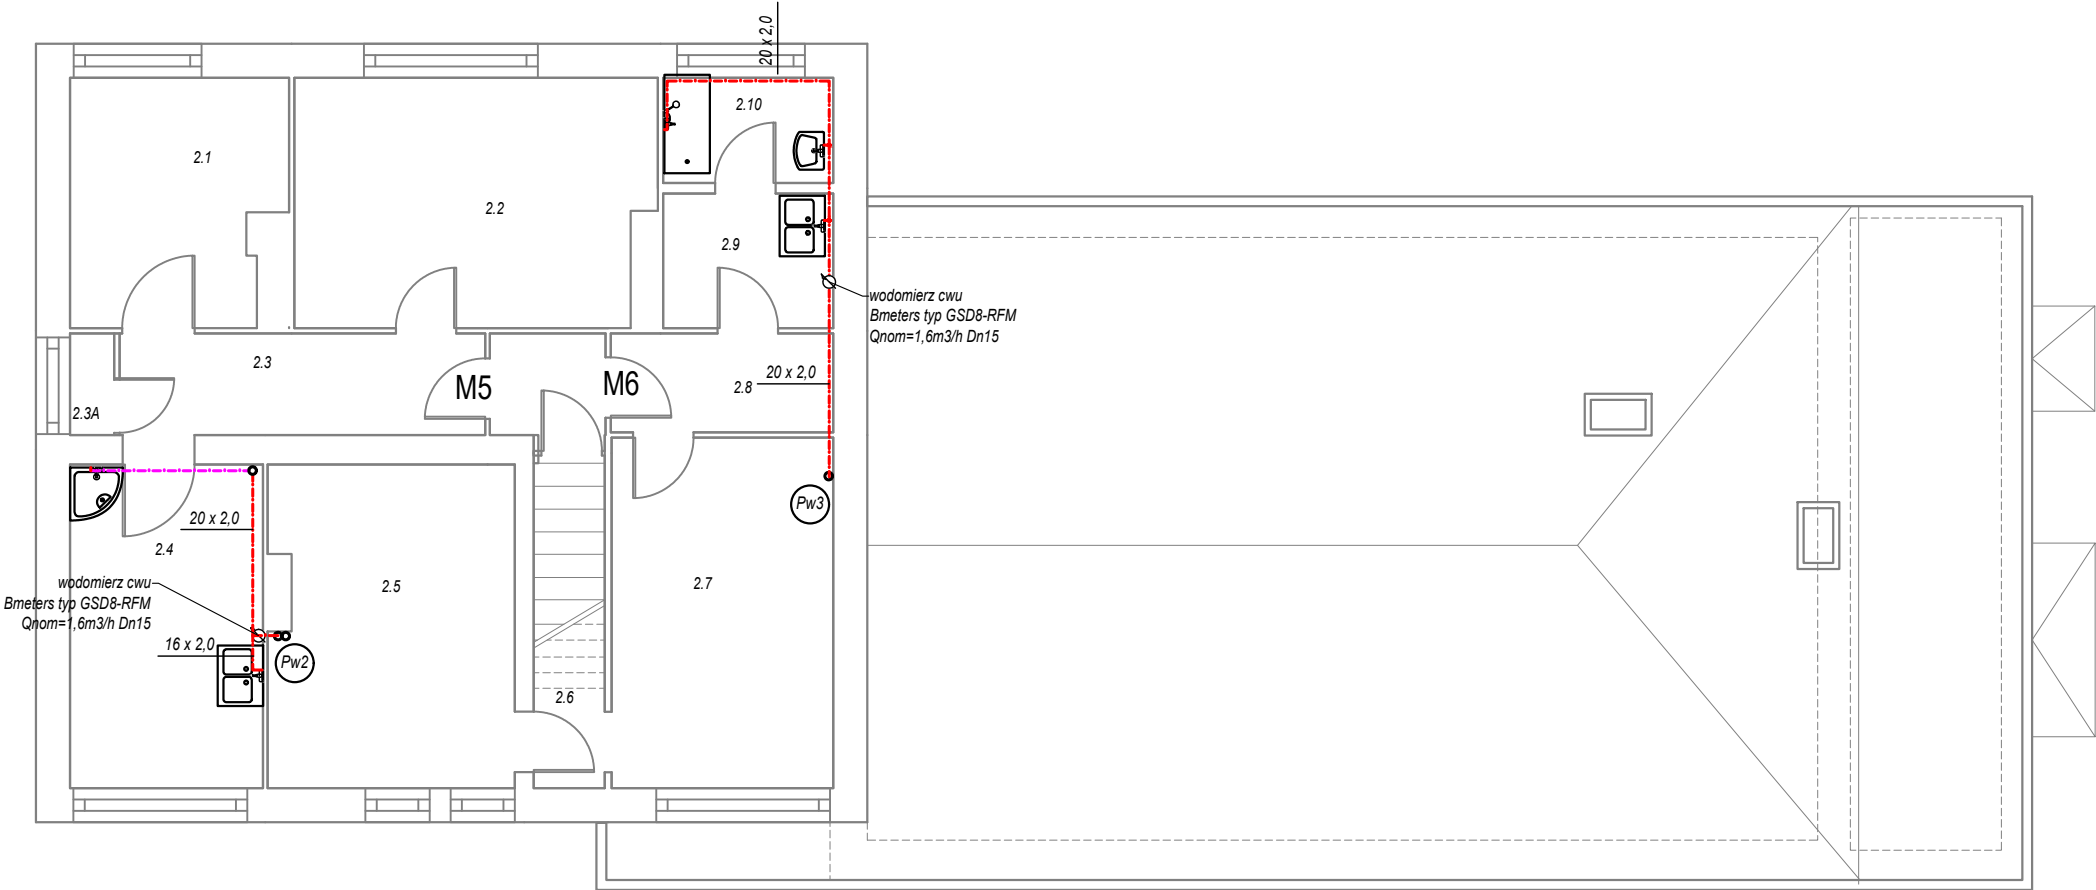 20 x 2,0
2.10
2.1
2.2
2.9
wodomierz cwu
Bmeters typ GSD8-RFM
Qnom=1,6m3/h Dn15
2.3
M5
M6
2.8
20 x 2,0
2.3A
Pw3
20 x 2,0
2.4
wodomierz cwu
Bmeters typ GSD8-RFM
Qnom=1,6m3/h Dn15
2.5
2.7
16 x 2,0
Pw2
2.6